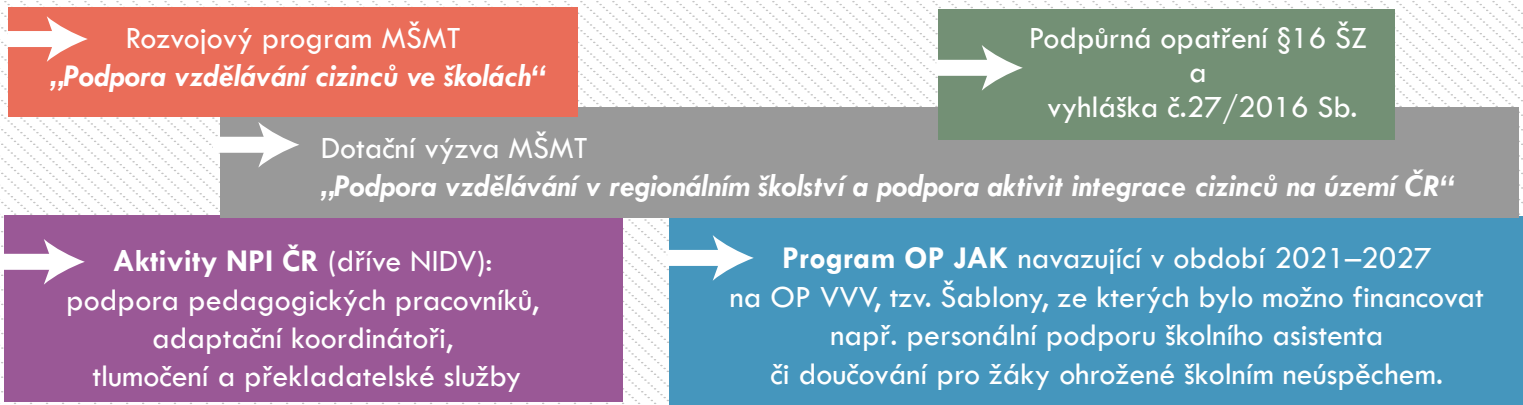 Rozvojový program MŠMT
„Podpora vzdělávání cizinců ve školách“
Podpůrná opatření §16 ŠZ
a
vyhláška č.27/2016 Sb.
Dotační výzva MŠMT
„Podpora vzdělávání v regionálním školství a podpora aktivit integrace cizinců na území ČR“
Aktivity NPI ČR (dříve NIDV):
podpora pedagogických pracovníků,
adaptační koordinátoři,
tlumočení a překladatelské služby
Program OP JAK navazující v období 2021–2027
na OP VVV, tzv. Šablony, ze kterých bylo možno financovat
např. personální podporu školního asistenta
či doučování pro žáky ohrožené školním neúspěchem.